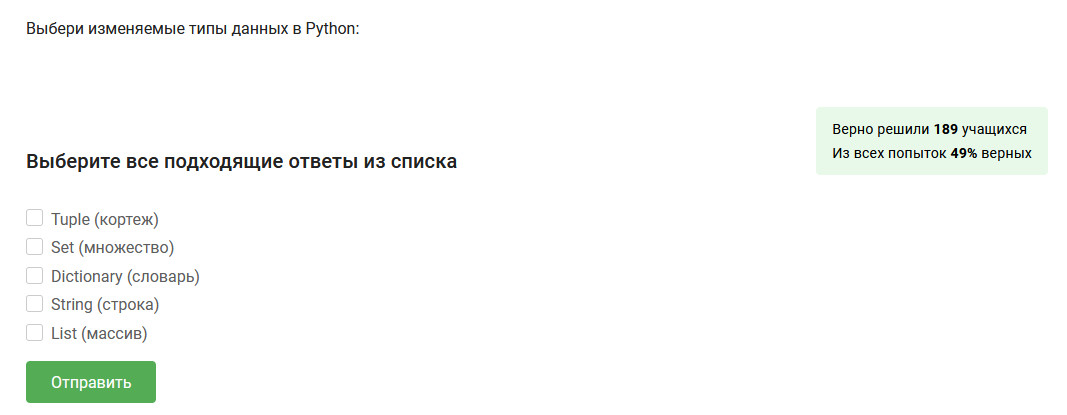 Выбери изменяемые типы данных в Python:
Верно решили 189 учащихся
Из всех попыток 49% верных
Выберите все подходящие ответы из списка
Tuple (кортеж)
Set (множество)
Dictionary (словарь)
String (строка)
List (массив)
Отправить